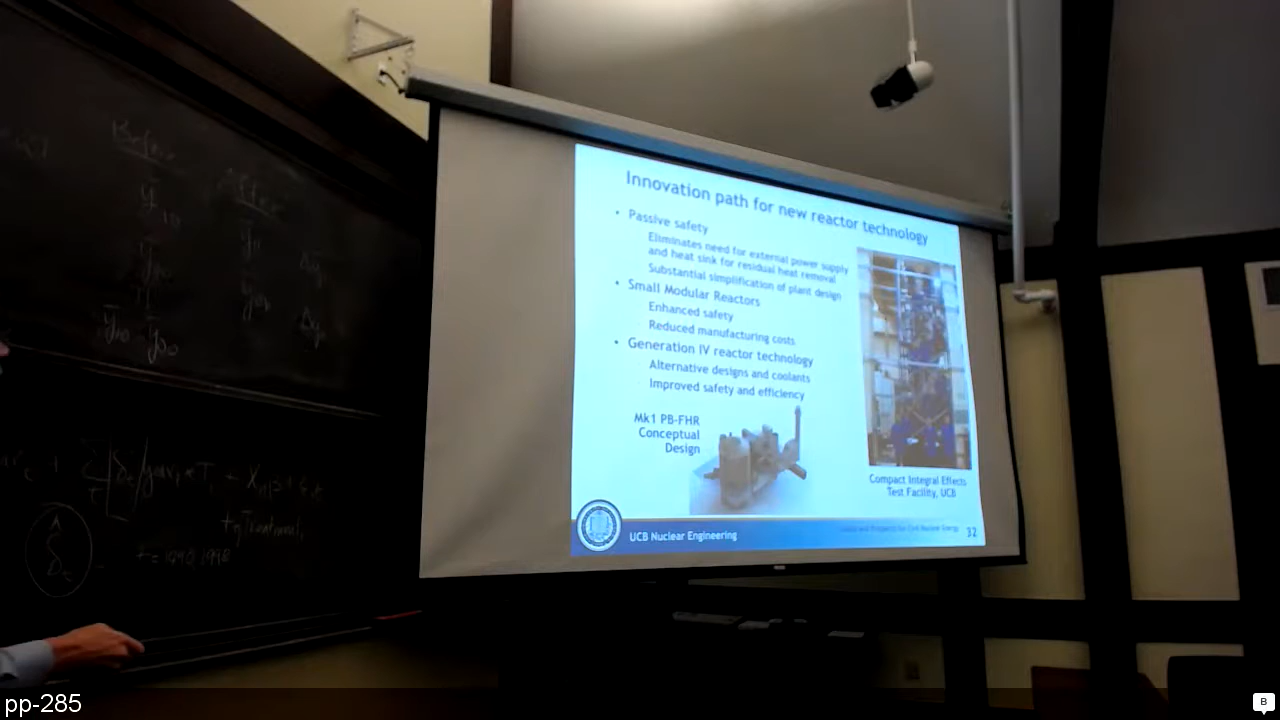 Before
After
Innovation path for new reactor technology
• Passive safety
Eliminates need for external power supply
and heat sink for residual heat removal
Substantial simplification of plant design
• Small Modular Reactors
Enhanced safety
Reduced manufacturing costs
• Generation IV reactor technology
Alternative designs and coolants
Improved safety and efficiency
Mk1 PB-FHR
Conceptual
Design
Compact Integral Effects
Test Facility, UCB
UCB Nuclear Engineering
32
pp-285
B